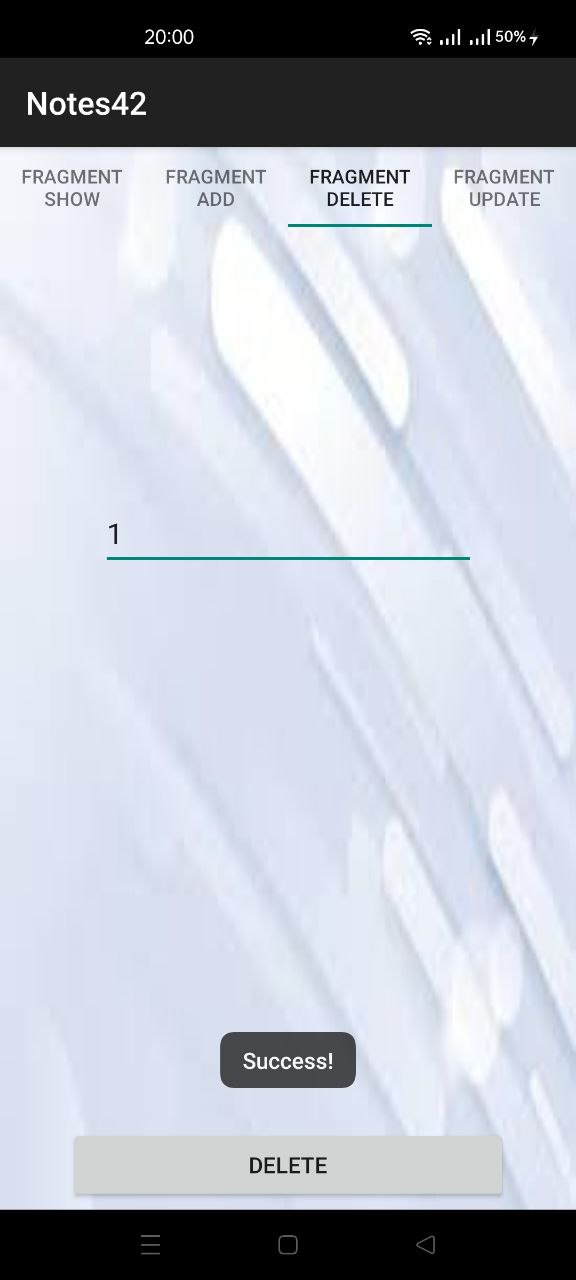 20:00
50%
Notes42
FRAGMENT SHOW
FRAGMENT ADD
FRAGMENT DELETE
FRAGMENT UPDATE
1
Success!
DELETE